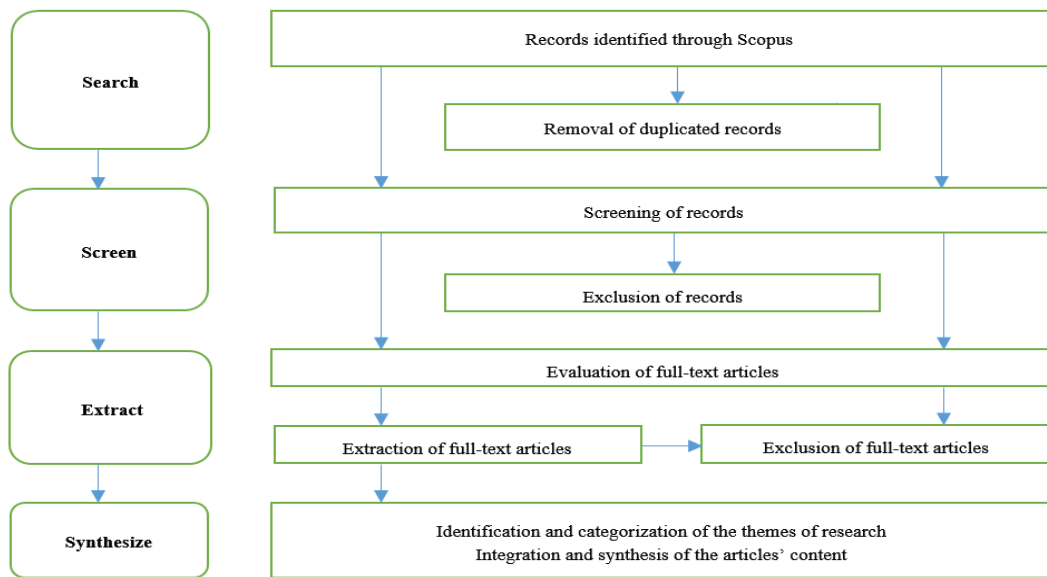 Search
Records identified through Scopus
Removal of duplicated records
Screen
Screening of records
Exclusion of records
Extract
Evaluation of full-text articles
Extraction of full-text articles
Exclusion of full-text articles
Synthesize
Identification and categorization of the themes of research
Integration and synthesis of the articles’ content